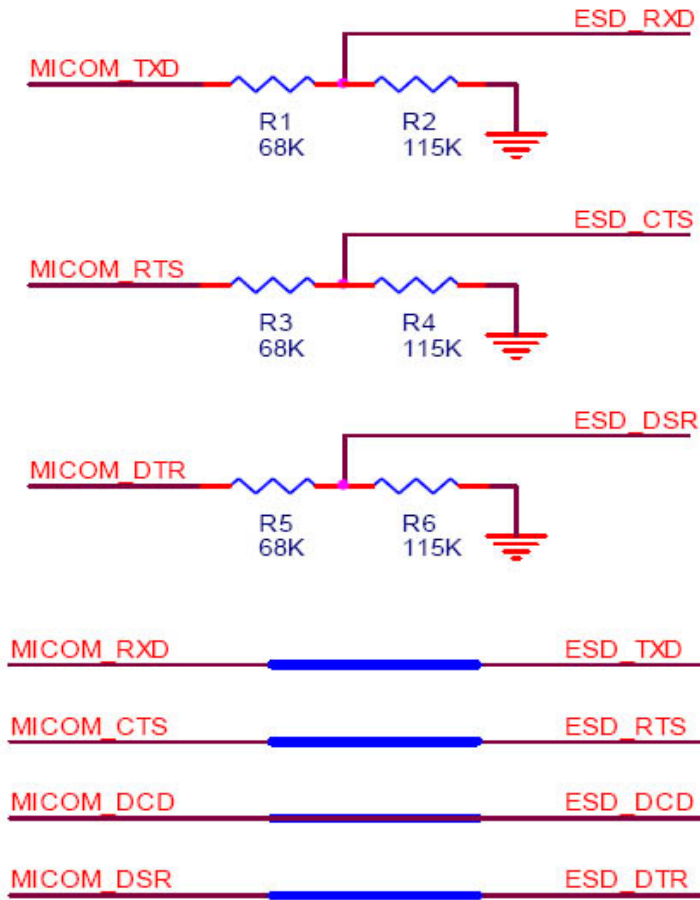 ESD_RXD
MICOM_TXD
R1 R2
68K 115K
ESD_CTS
MICOM_RTS
R3 R4
68K 115K
ESD_DSR
MICOM_DTR
R5 R6
68K 115K
MICOM_RXD ESD_TXD
MICOM_CTS ESD_RTS
MICOM_DCD ESD_DCD
MICOM_DSR ESD_DTR